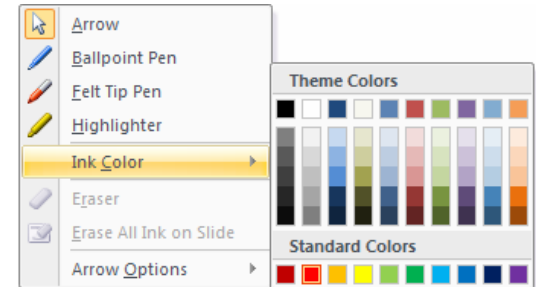 Arrow
Ballpoint Pen
Felt Tip Pen
Highlighter
Ink Color
Eraser
Erase All Ink on Slide
Arrow Options
Theme Colors
Standard Colors